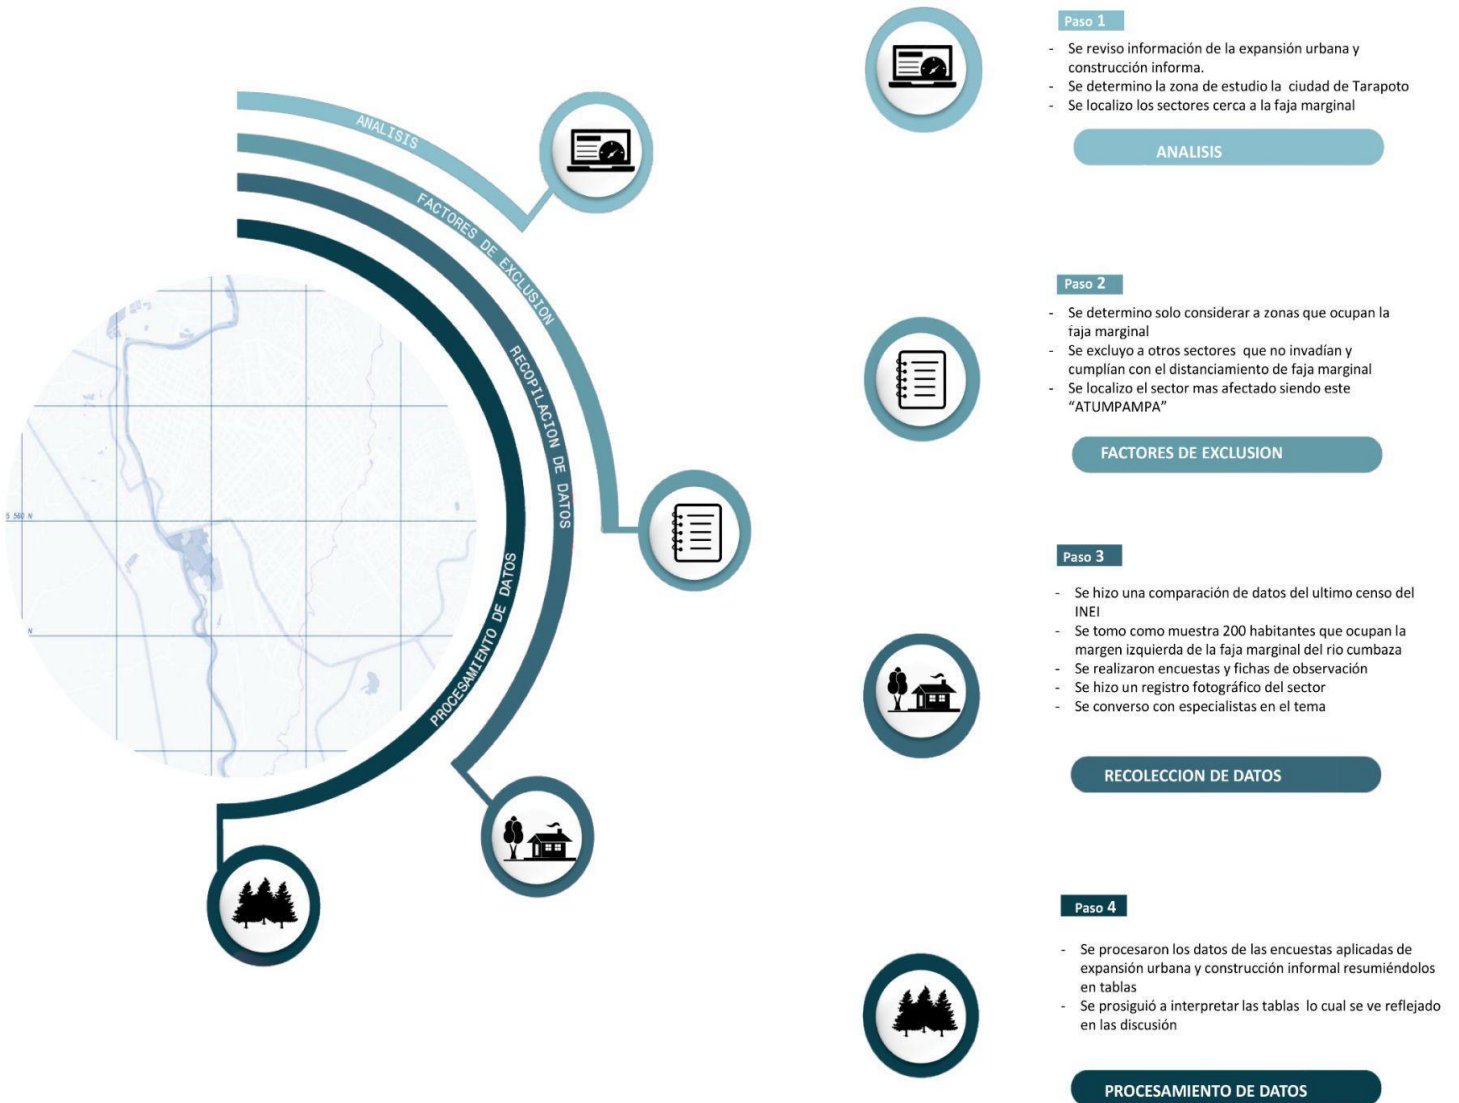 ANALISIS
FACTORES DE EXCLUSION
RECOPILACION DE DATOS
PROCESAMIENTO DE DATOS
S 560 N
N
Paso 1
- Se reviso información de la expansión urbana y
construcción informa.
- Se determino la zona de estudio la ciudad de Tarapoto
- Se localizo los sectores cerca a la faja marginal
ANALISIS
Paso 2
- Se determino solo considerar a zonas que ocupan la
faja marginal
- Se excluyo a otros sectores que no invadían y
cumplían con el distanciamiento de faja marginal
- Se localizo el sector mas afectado siendo este
“ATUMPAMPA”
FACTORES DE EXCLUSION
Paso 3
- Se hizo una comparación de datos del ultimo censo del
INEI
- Se tomo como muestra 200 habitantes que ocupan la
margen izquierda de la faja marginal del rio cumbaza
- Se realizaron encuestas y fichas de observación
- Se hizo un registro fotográfico del sector
- Se converso con especialistas en el tema
RECOLECCION DE DATOS
Paso 4
- Se procesaron los datos de las encuestas aplicadas de
expansión urbana y construcción informal resumiéndolos
en tablas
- Se prosiguió a interpretar las tablas lo cual se ve reflejado
en las discusión
PROCESAMIENTO DE DATOS